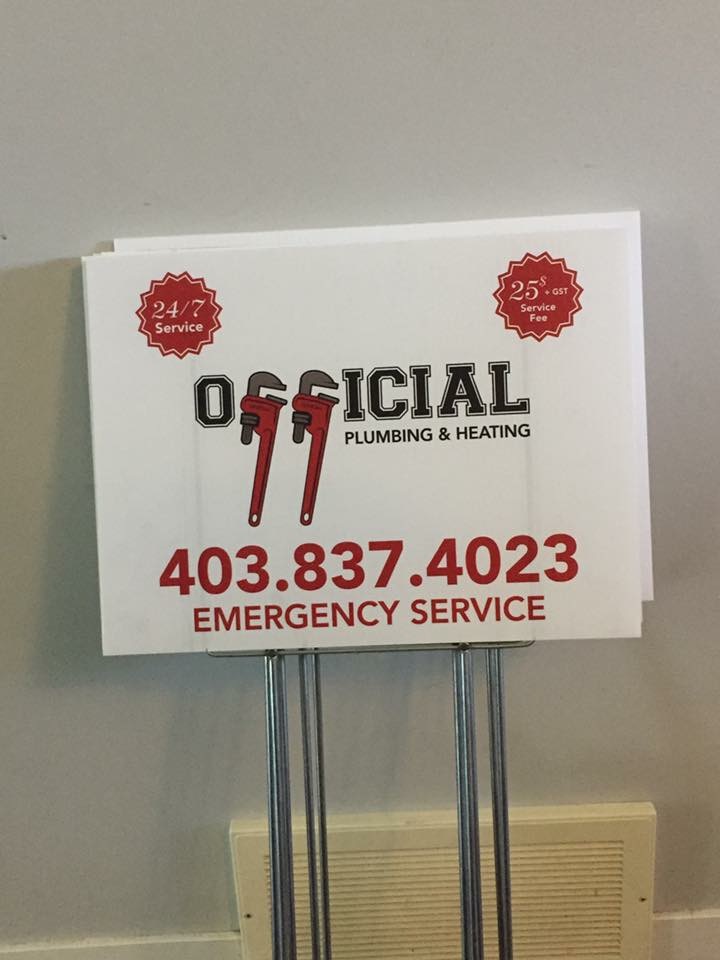 24/7
Service
25$ + GST
Service
Fee
OFFICIAL
PLUMBING & HEATING
403.837.4023
EMERGENCY SERVICE